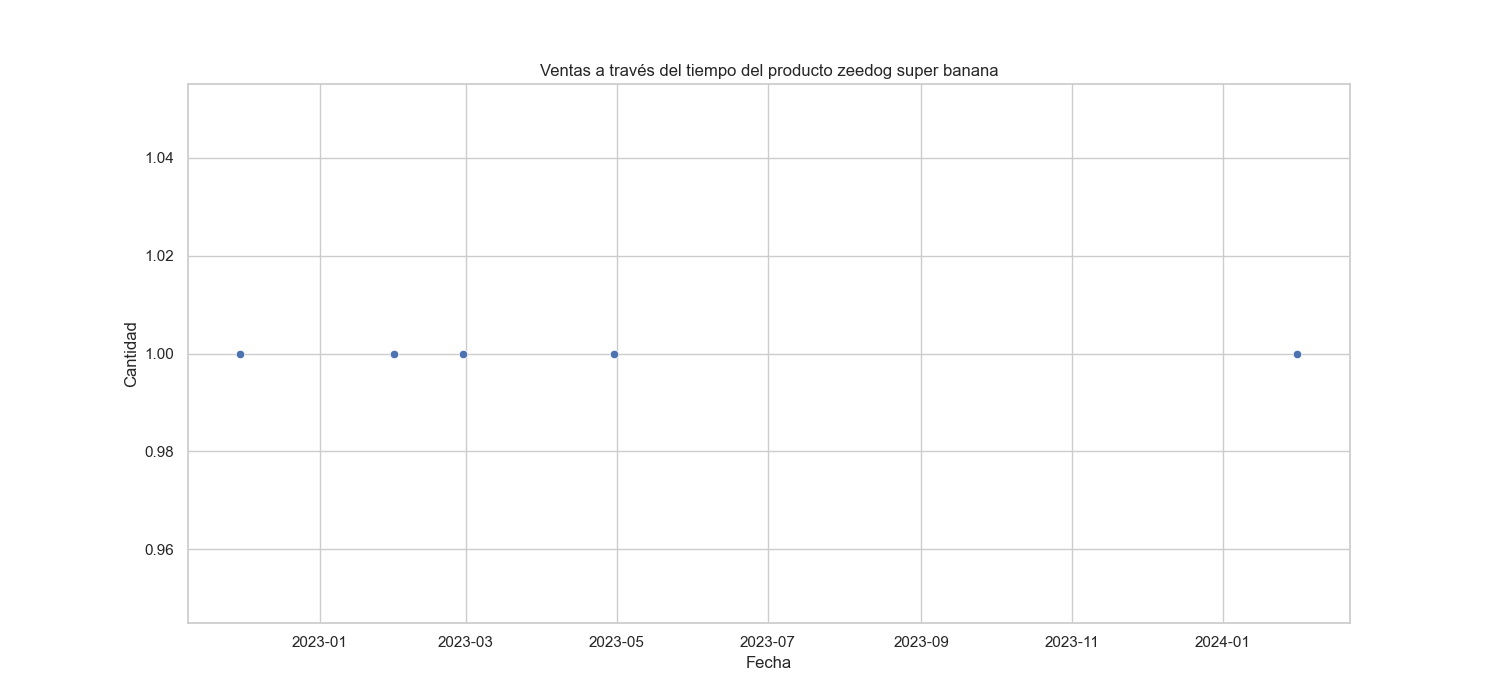 Ventas a través del tiempo del producto zeedog super banana
1.04
1.02
1.00
0.98
0.96
Cantidad
2023-01 2023-03 2023-05 2023-07 2023-09 2023-11 2024-01
Fecha